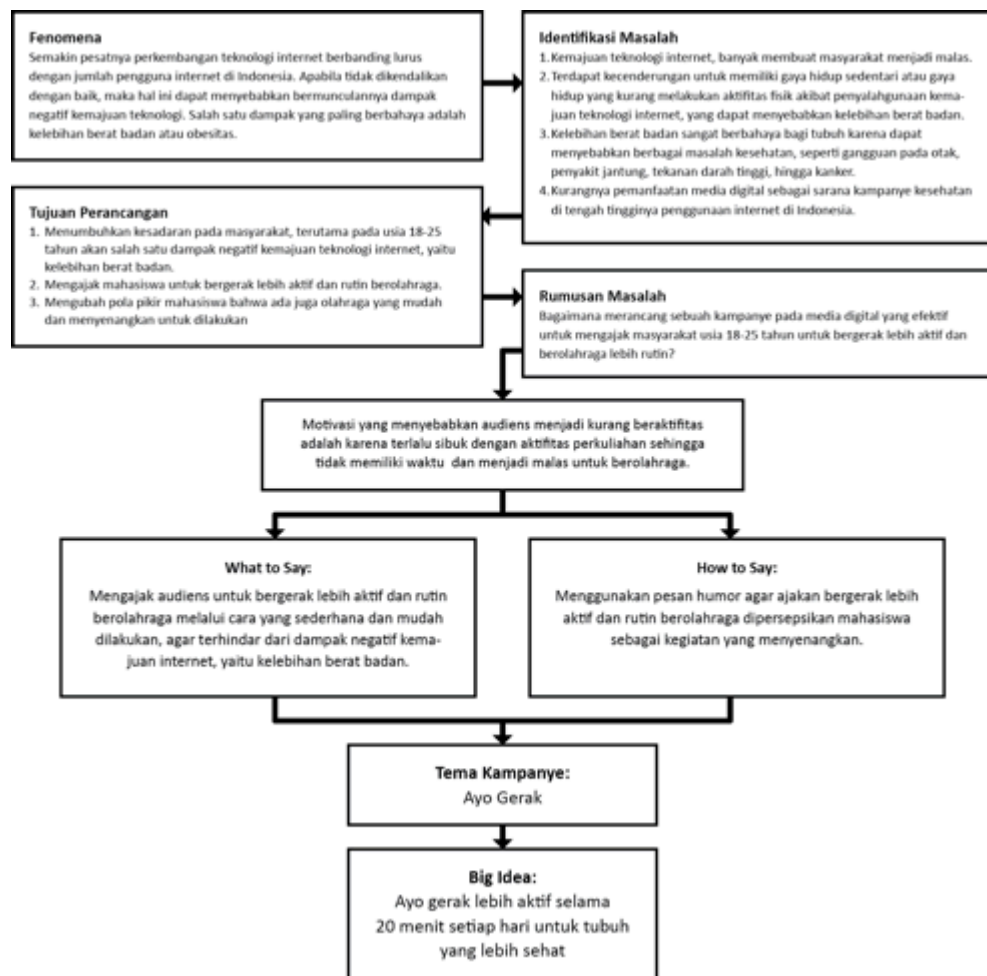 Fenomena
Semakin pesatnya perkembangan teknologi internet berbanding lurus
dengan jumlah pengguna internet di Indonesia. Apabila tidak dikendalikan
dengan baik, maka hal ini dapat menyebabkan bermunculannya dampak
negatif kemajuan teknologi. Salah satu dampak yang paling berbahaya adalah
kelebihan berat badan atau obesitas.
Identifikasi Masalah
1. Kemajuan teknologi internet, banyak membuat masyarakat menjadi malas.
2. Terdapat kecenderungan untuk memiliki gaya hidup sedentari atau gaya
hidup yang kurang melakukan aktifitas fisik akibat penyalahgunaan kema-
juan teknologi internet, yang dapat menyebabkan kelebihan berat badan.
3. Kelebihan berat badan sangat berbahaya bagi tubuh karena dapat
menyebabkan berbagai masalah kesehatan, seperti gangguan pada otak,
penyakit jantung, tekanan darah tinggi, hingga kanker.
4. Kurangnya pemanfaatan media digital sebagai sarana kampanye kesehatan
di tengah tingginya penggunaan internet di Indonesia.
Tujuan Perancangan
1. Menumbuhkan kesadaran pada masyarakat, terutama pada usia 18-25
tahun akan salah satu dampak negatif kemajuan teknologi internet, yaitu
kelebihan berat badan.
2. Mengajak mahasiswa untuk bergerak lebih aktif dan rutin berolahraga.
3. Mengubah pola pikir mahasiswa bahwa ada juga olahraga yang mudah
dan menyenangkan untuk dilakukan
Rumusan Masalah
Bagaimana merancang sebuah kampanye pada media digital yang efektif
untuk mengajak masyarakat usia 18-25 tahun untuk bergerak lebih aktif dan
berolahraga lebih rutin?
Motivasi yang menyebabkan audiens menjadi kurang beraktifitas
adalah karena terlalu sibuk dengan aktifitas perkuliahan sehingga
tidak memiliki waktu dan menjadi malas untuk berolahraga.
What to Say:
Mengajak audiens untuk bergerak lebih aktif dan rutin
berolahraga melalui cara yang sederhana dan mudah
dilakukan, agar terhindar dari dampak negatif kema-
juan internet, yaitu kelebihan berat badan.
How to Say:
Menggunakan pesan humor agar ajakan bergerak lebih
aktif dan rutin berolahraga dipersepsikan mahasiswa
sebagai kegiatan yang menyenangkan.
Tema Kampanye:
Ayo Gerak
Big Idea:
Ayo gerak lebih aktif selama
20 menit setiap hari untuk tubuh
yang lebih sehat